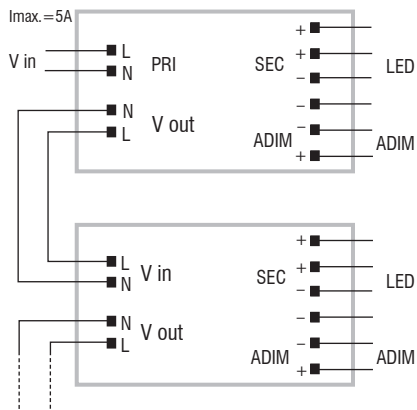 Imax.=5A
V in
L
N
PRI
N
L
V out
+
+
−
−
−
+
SEC
ADIM
LED
ADIM
L
N
V in
N
L
V out
+
+
−
−
−
+
SEC
ADIM
LED
ADIM